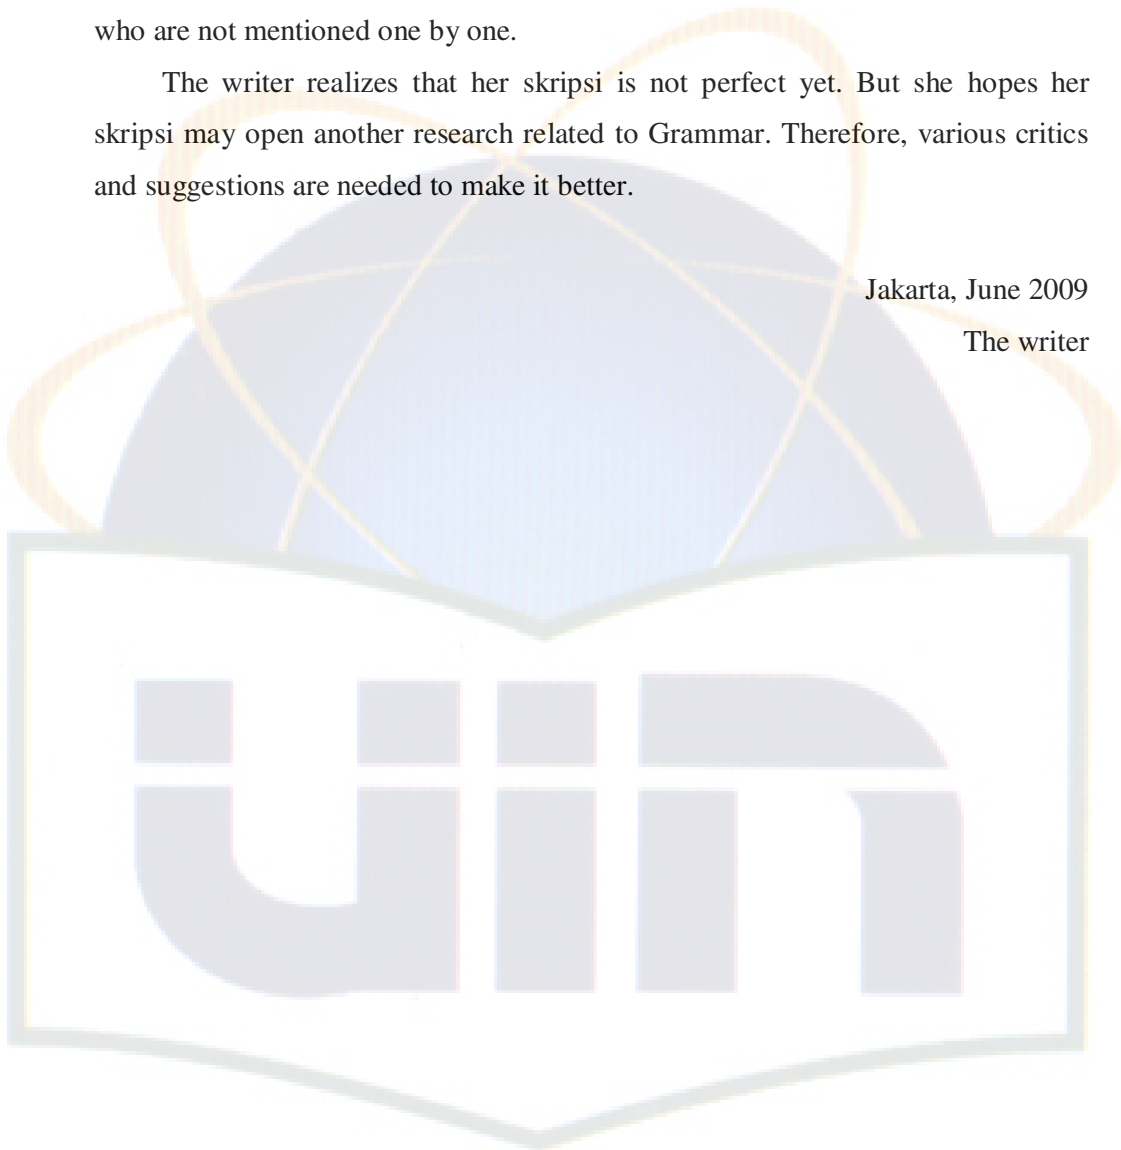 who are not mentioned one by one.
The writer realizes that her skripsi is not perfect yet. But she hopes her
skripsi may open another research related to Grammar. Therefore, various critics
and suggestions are needed to make it better.
Jakarta, June 2009
The writer
uin